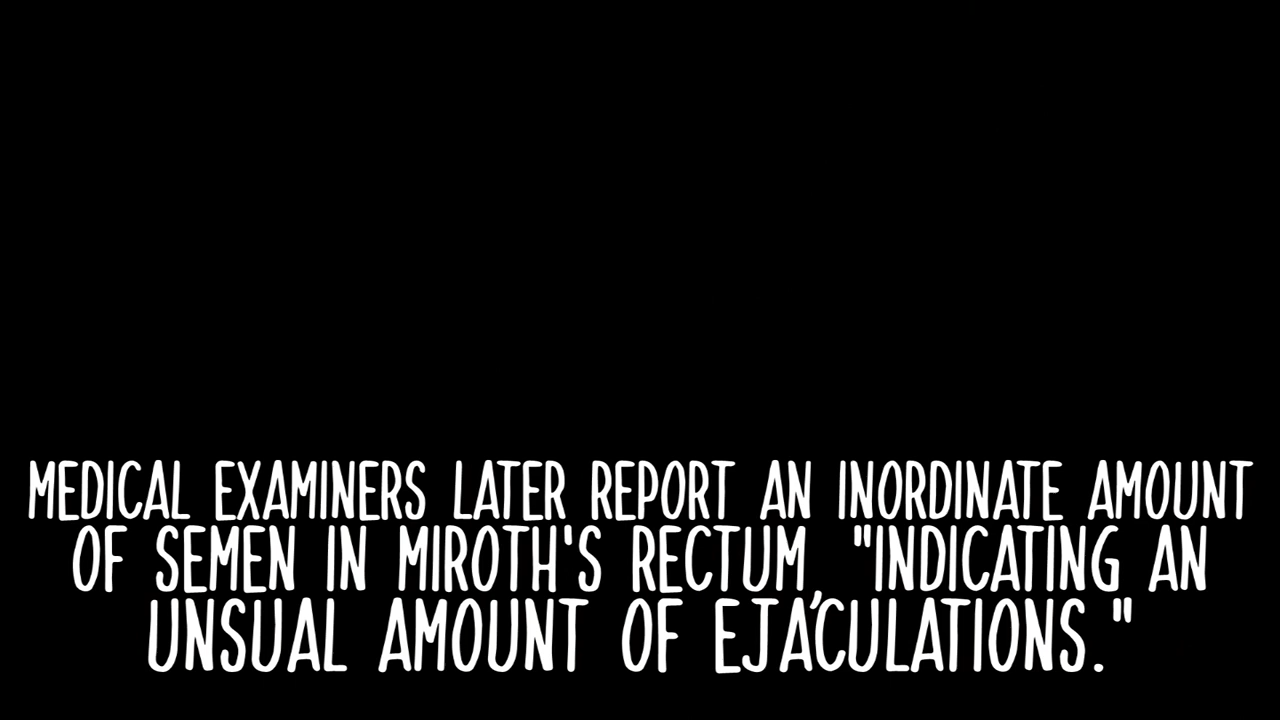 MEDICAL EXAMINERS LATER REPORT AN INORDINATE AMOUNT
OF SEMEN IN MIROTH'S RECTUM, "INDICATING AN
UNSUAL AMOUNT OF EJACULATIONS."